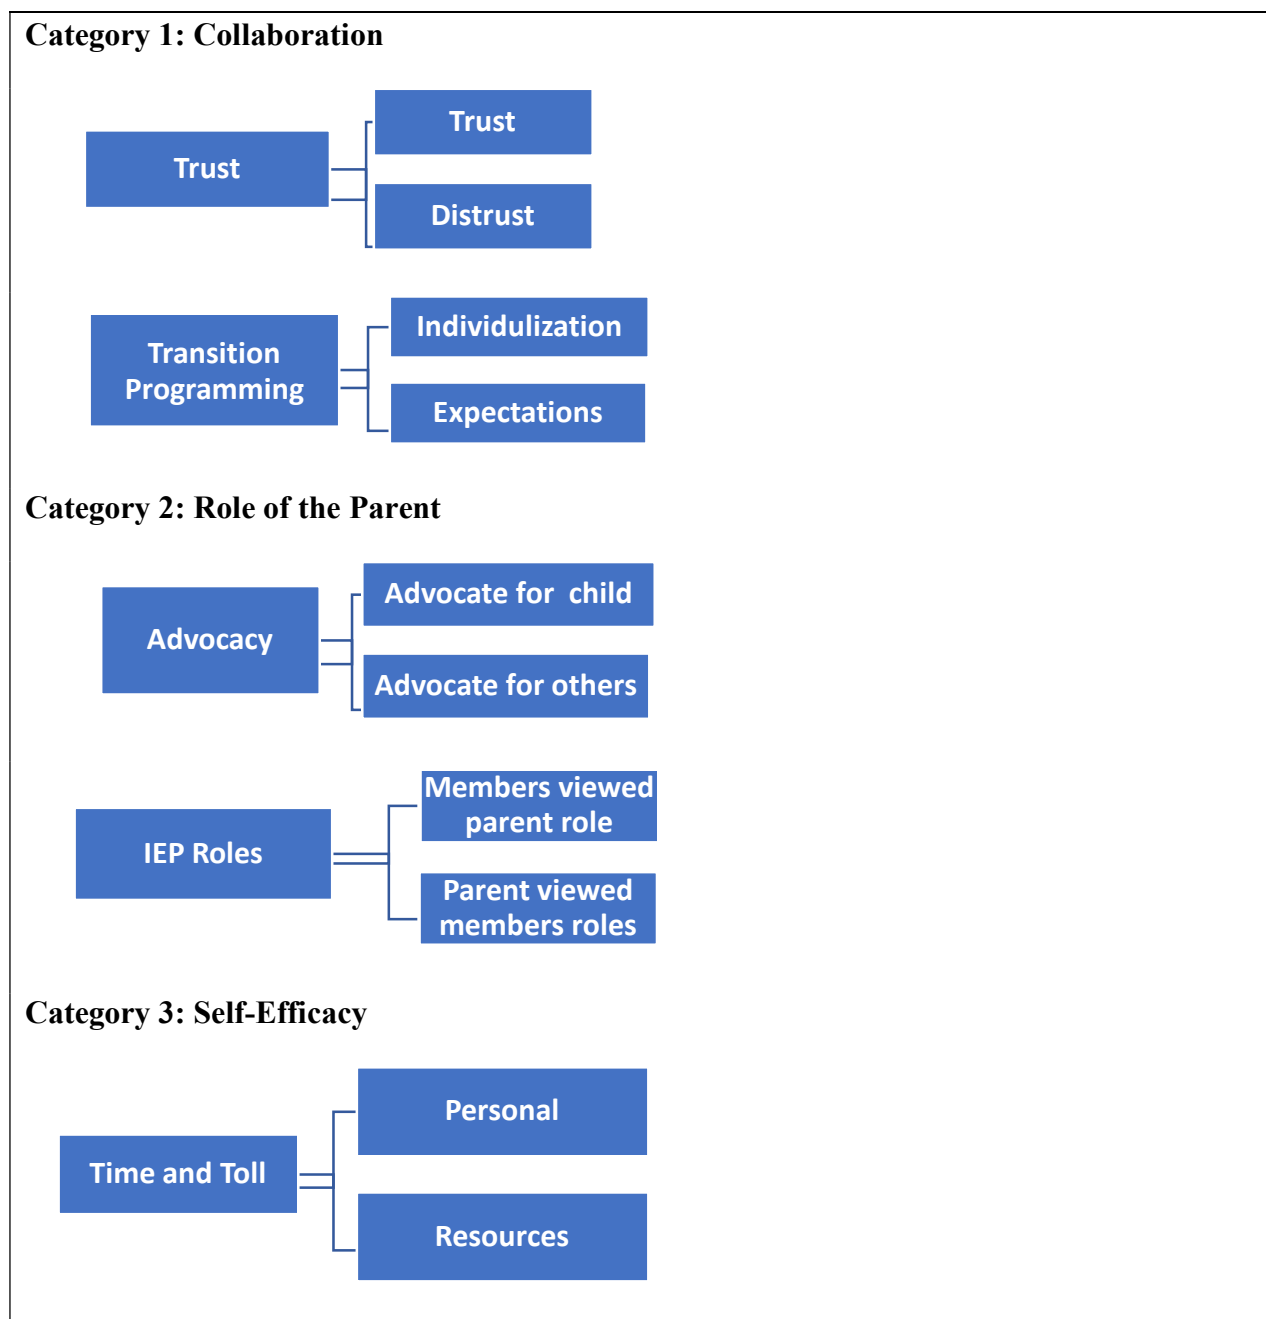 Category 1: Collaboration
Trust
Trust
Distrust
Transition
Programming
Individulization
Expectations
Category 2: Role of the Parent
Advocacy
Advocate for  child
Advocate for others
IEP Roles
Members viewed
parent role
Parent viewed
members roles
Category 3: Self-Efficacy
Time and Toll
Personal
Resources